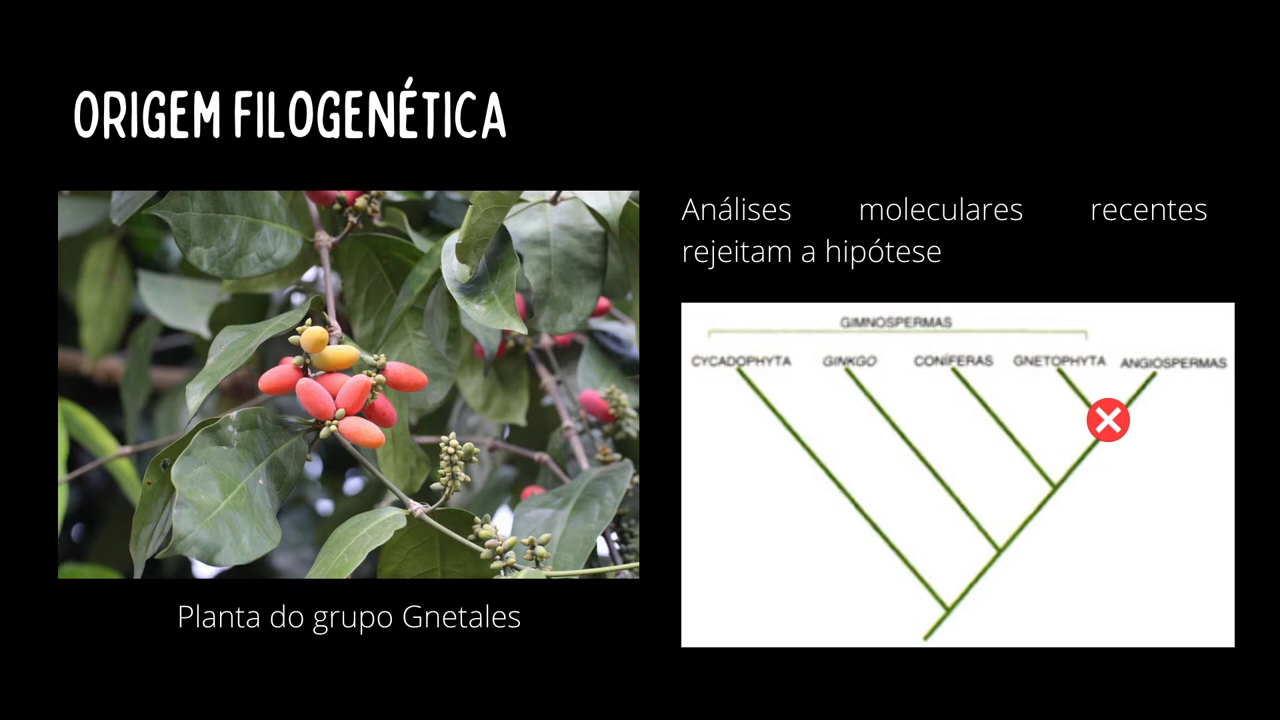 ORIGEM FILOGENÉTICA
Análises moleculares recentes
rejeitam a hipótese
GIMNOSPERMAS
CYCADOPHYTA GINKGO CONÍFERAS GNETOPHYTA ANGIOSPERMAS
Planta do grupo Gnetales